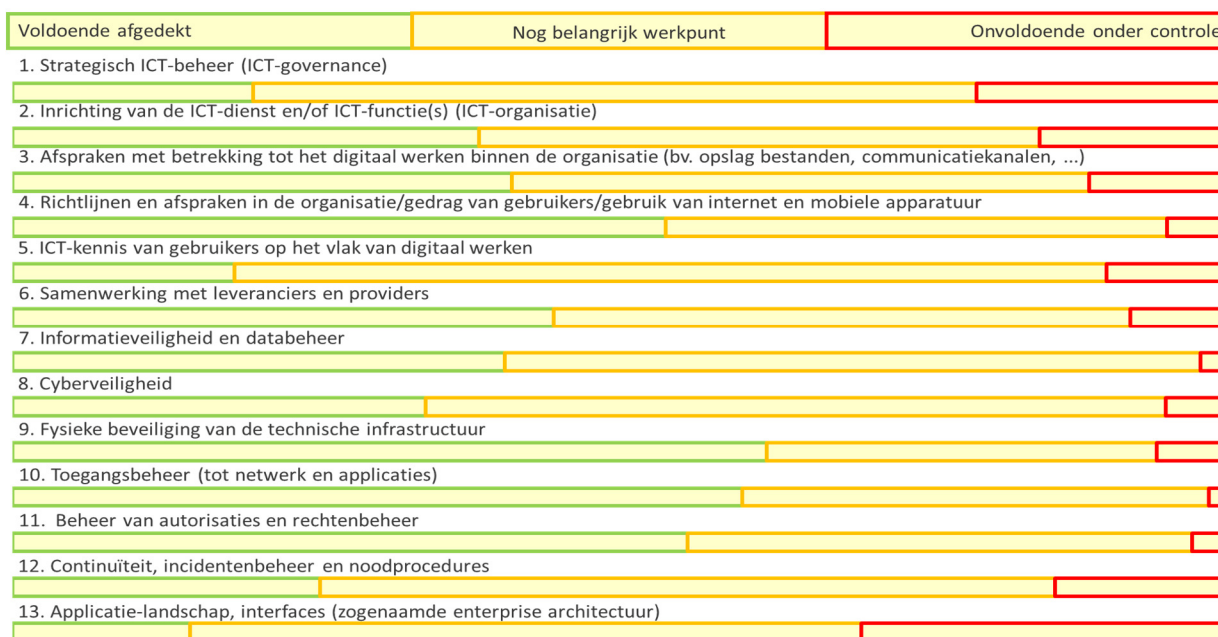 Voldoende afgedekt
Nog belangrijk werkpunt
Onvoldoende onder controle
1. Strategisch ICT-beheer (ICT-governance)
2. Inrichting van de ICT-dienst en/of ICT-functie(s) (ICT-organisatie)
3. Afspraken met betrekking tot het digitaal werken binnen de organisatie (bv. opslag bestanden, communicatiekanalen, ...)
4. Richtlijnen en afspraken in de organisatie/gedrag van gebruikers/gebruik van internet en mobiele apparatuur
5. ICT-kennis van gebruikers op het vlak van digitaal werken
6. Samenwerking met leveranciers en providers
7. Informatieveiligheid en databeheer
8. Cyberveiligheid
9. Fysieke beveiliging van de technische infrastructuur
10. Toegangsbeheer (tot netwerk en applicaties)
11. Beheer van autorisaties en rechtenbeheer
12. Continuïteit, incidentenbeheer en noodprocedures
13. Applicatie-landschap, interfaces (zogenaamde enterprise architectuur)